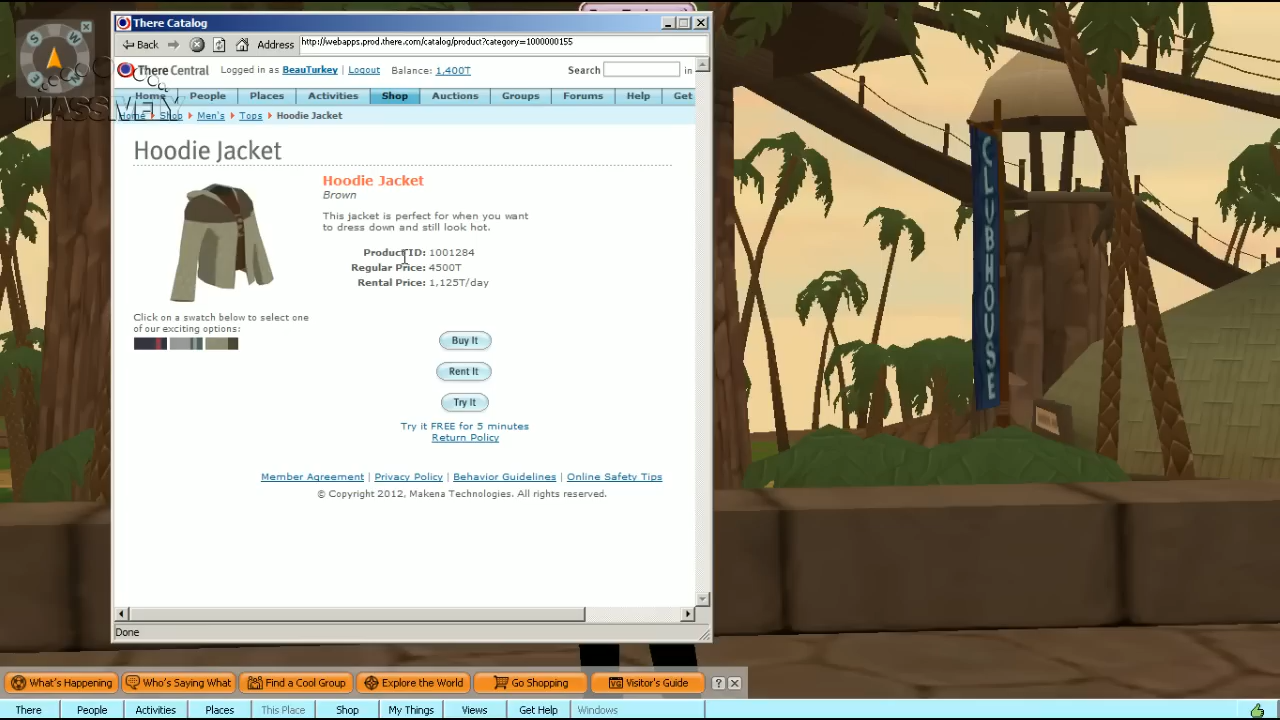 There Catalog
Back Address http://webapps.prod.there.com/catalog/product?category=1000000155
There Central Logged in as BeauTurkey | Logout Balance: 1,400T Search in
MASSIVELY
Home People Places Activities Shop Auctions Groups Forums Help Get
Home Shop Men's Tops Hoodie Jacket
Hoodie Jacket
Hoodie Jacket
Brown
This jacket is perfect for when you want
to dress down and still look hot.
Product ID: 1001284
Regular Price: 4500T
Rental Price: 1,125T/day
Click on a swatch below to select one
of our exciting options:
Buy It
Rent It
Try It
Try it FREE for 5 minutes
Return Policy
Member Agreement | Privacy Policy | Behavior Guidelines | Online Safety Tips
© Copyright 2012, Makena Technologies. All rights reserved.
Done
CLUBHOUSE
S W E
What's Happening Who's Saying What Find a Cool Group Explore the World Go Shopping VG Visitor's Guide ?
There People Activities Places This Place Shop My Things Views Get Help Windows